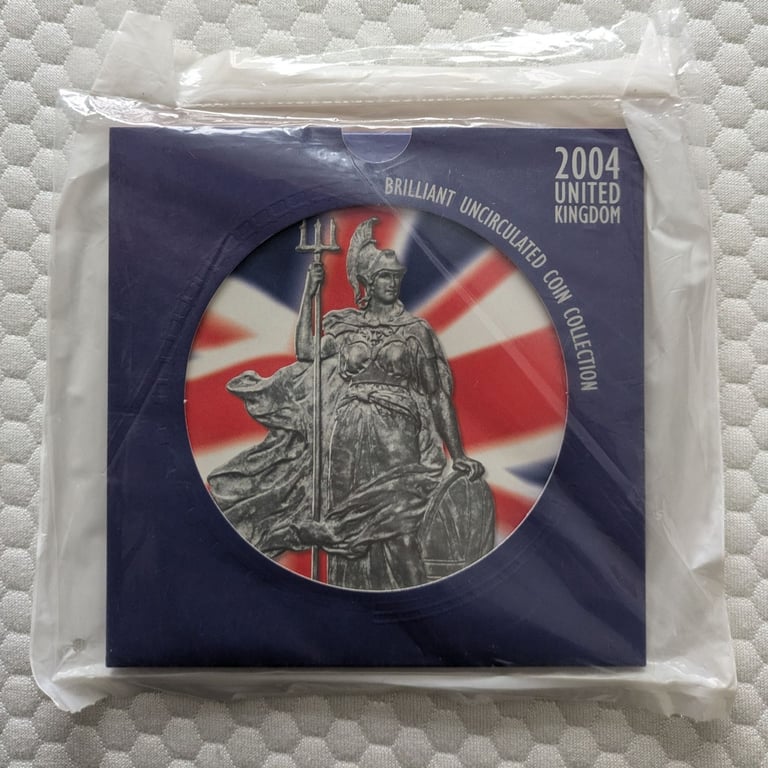 2004
UNITED
KINGDOM
BRILLIANT UNCIRCULATED COIN COLLECTION